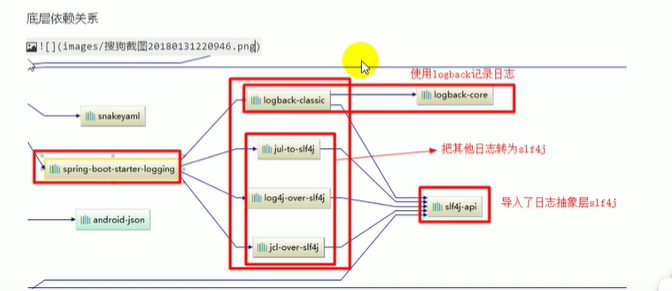 底层依赖关系
![](images/搜狗截图20180131220946.png)
使用logback记录日志
logback-classic
logback-core
snakeyaml
jul-to-slf4j
把其他日志转为slf4j
spring-boot-starter-logging
log4j-over-slf4j
slf4j-api
导入了日志抽象层slf4j
android-json
jcl-over-slf4j